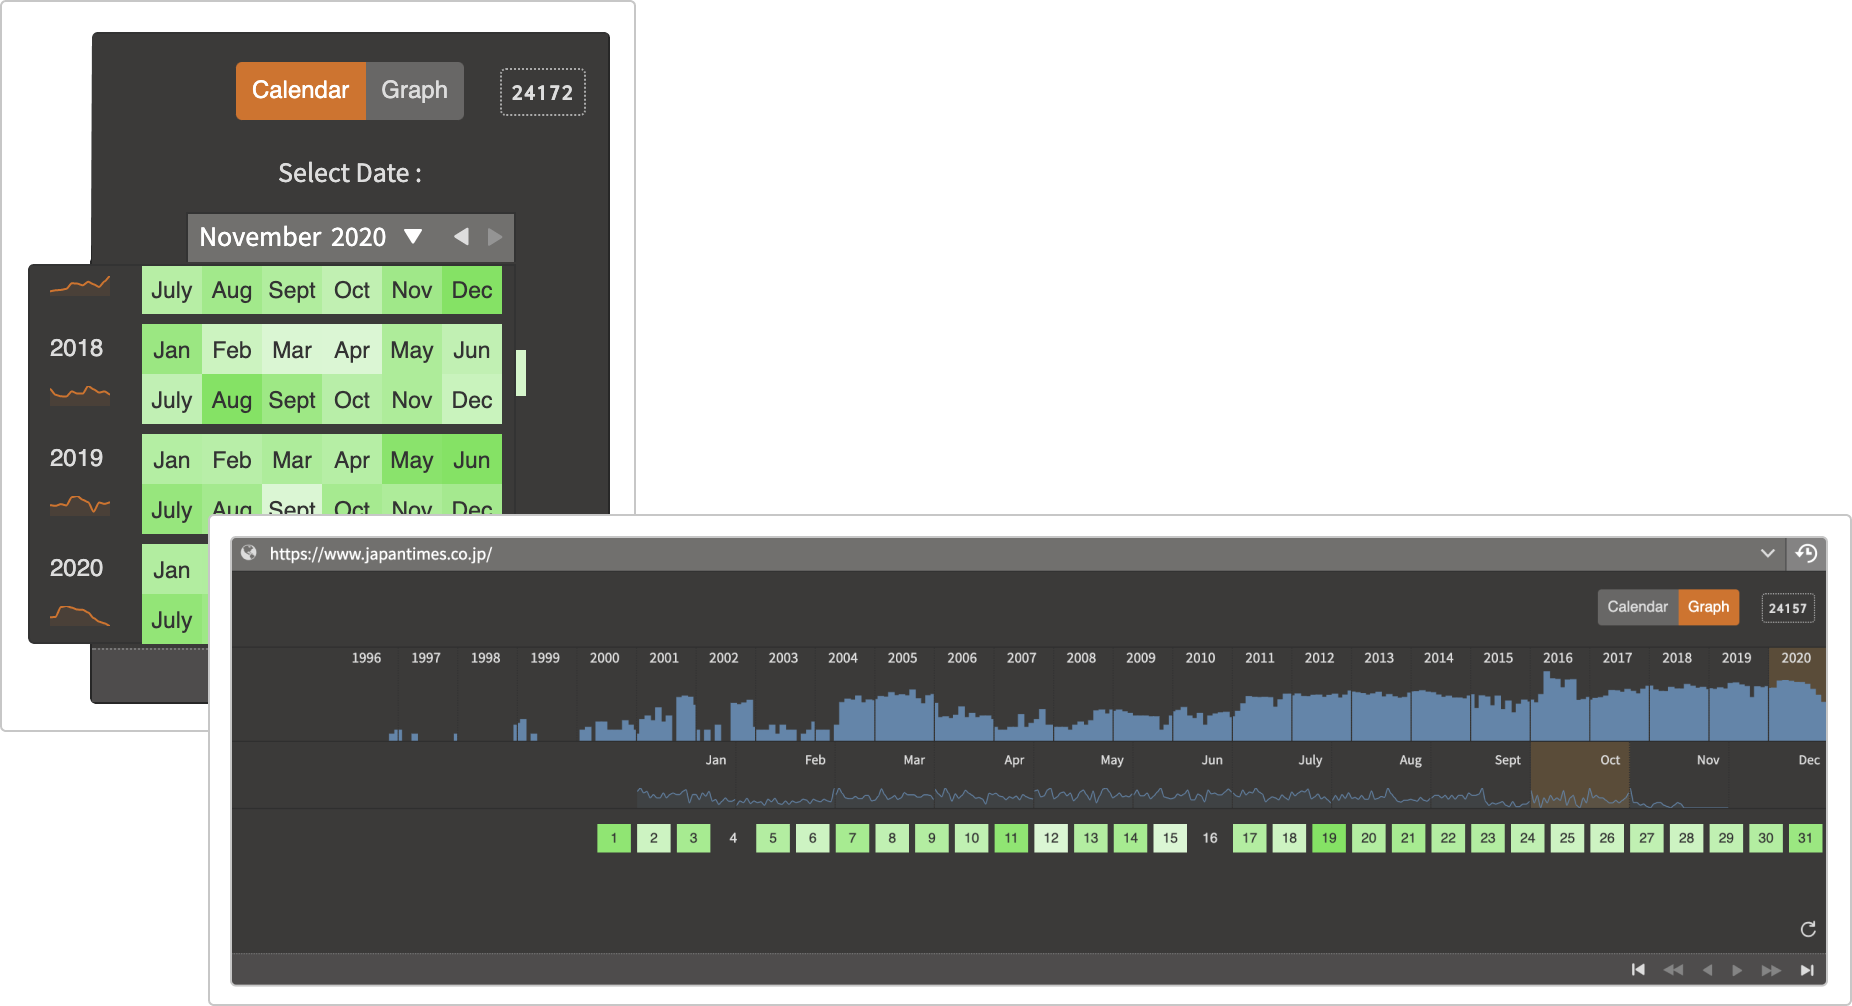 Calendar Graph 24172
Select Date :
November 2020
July Aug Sept Oct Nov Dec
2018 Jan Feb Mar Apr May Jun
July Aug Sept Oct Nov Dec
2019 Jan Feb Mar Apr May Jun
July Aug Sept Oct Nov Dec
2020 Jan
July
https://www.japantimes.co.jp/
Calendar Graph 24157
1996 1997 1998 1999 2000 2001 2002 2003 2004 2005 2006 2007 2008 2009 2010 2011 2012 2013 2014 2015 2016 2017 2018 2019 2020
Jan Feb Mar Apr May Jun July Aug Sept Oct Nov Dec
1 2 3 4 5 6 7 8 9 10 11 12 13 14 15 16 17 18 19 20 21 22 23 24 25 26 27 28 29 30 31